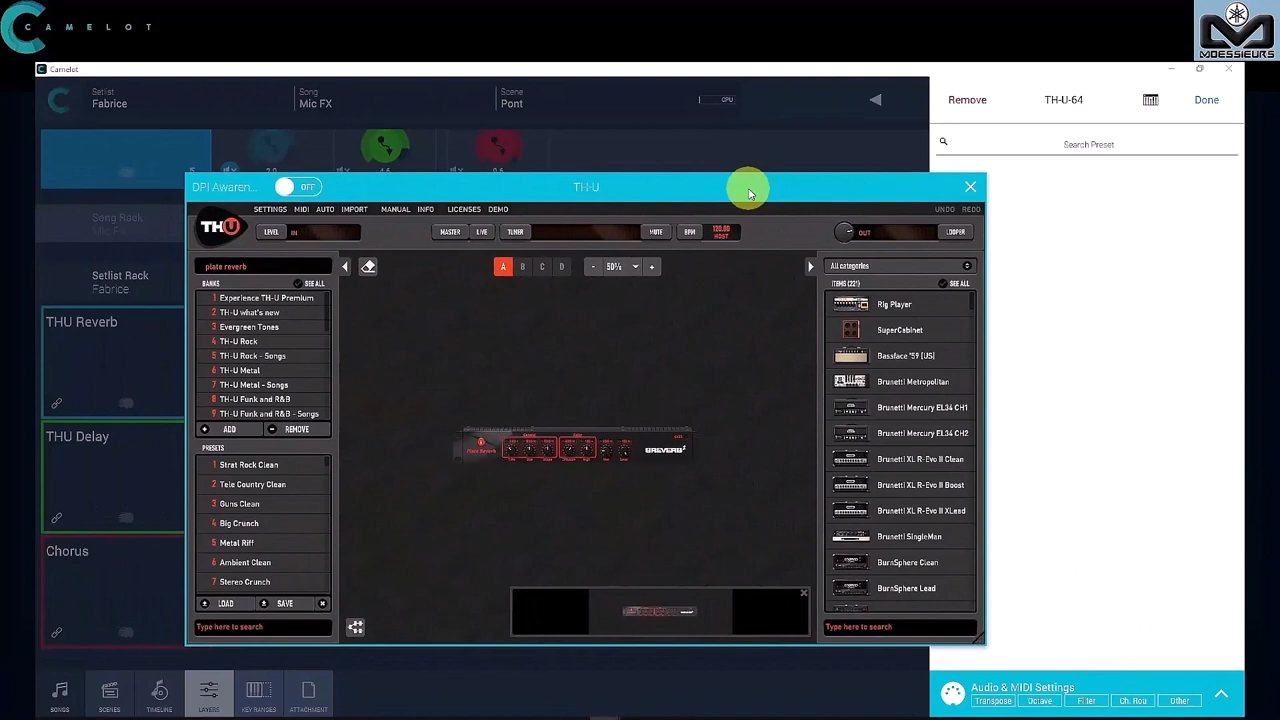 CAMELOT
MOESSIEURS
Camelot
Setlist
Fabrice
Song
Mic FX
Scene
Pont
CPU
Remove
TH-U-64
Done
Search Preset
Song Rack
Mic FX
Setlist Rack
Fabrice
THU Reverb
THU Delay
Chorus
DPI Awaren...
OFF
TH-U
SETTINGS MIDI AUTO IMPORT MANUAL INFO LICENSES DEMO
UNDO REDO
THU
LEVEL IN
MASTER LIVE TUNER MUTE BPM 120.00 HOST
OUT LOOPER
plate reverb
A B C D
- 50% +
All categories
BANKS SEE ALL
1 Experience TH-U Premium
2 TH-U what's new
3 Evergreen Tones
4 TH-U Rock
5 TH-U Rock - Songs
6 TH-U Metal
7 TH-U Metal - Songs
8 TH-U Funk and R&B
9 TH-U Funk and R&B - Songs
ADD REMOVE
PRESETS
1 Strat Rock Clean
2 Tele Country Clean
3 Guns Clean
4 Big Crunch
5 Metal Riff
6 Ambient Clean
7 Stereo Crunch
LOAD SAVE
Type here to search
Plate Reverb
BREVERB2
ITEMS (221) SEE ALL
Rig Player
SuperCabinet
Bassface '59 (US)
Brunetti Metropolitan
Brunetti Mercury EL34 CH1
Brunetti Mercury EL34 CH2
Brunetti XL R-Evo II Clean
Brunetti XL R-Evo II Boost
Brunetti XL R-Evo II XLead
Brunetti SingleMan
BurnSphere Clean
BurnSphere Lead
Type here to search
SONGS
SCENES
TIMELINE
LAYERS
KEY RANGES
ATTACHMENT
Audio & MIDI Settings
Transpose Octave Filter Ch. Rou Other